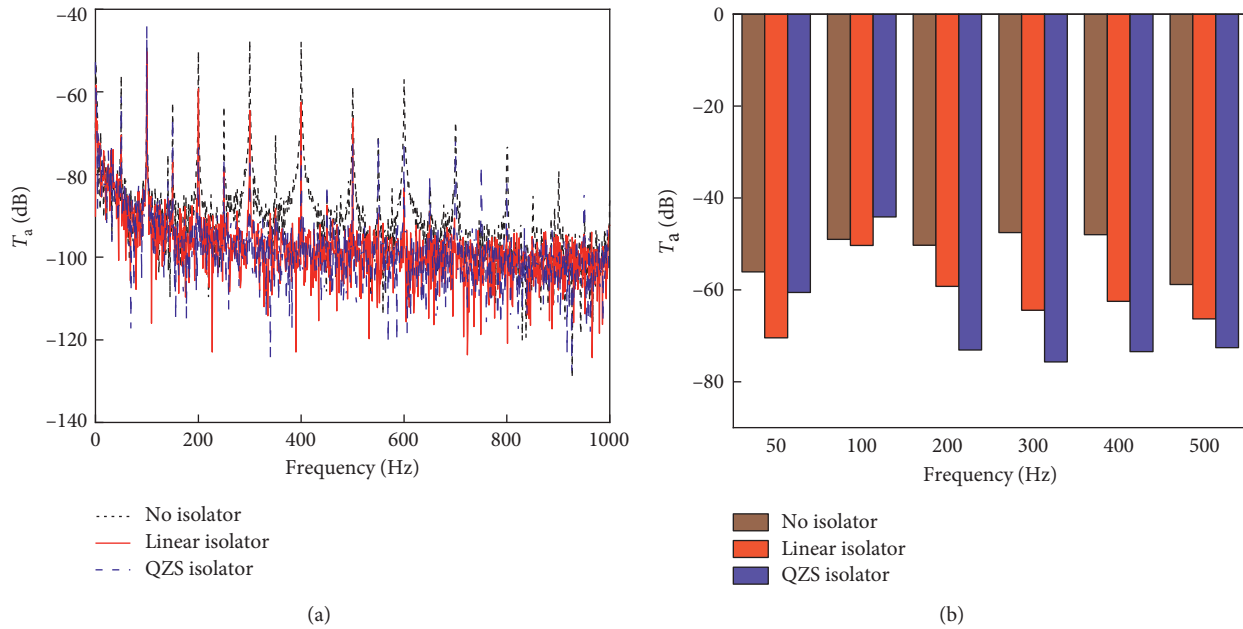 −40
−60
−80
−100
−120
−140
T_a (dB)
0 200 400 600 800 1000
Frequency (Hz)
No isolator
Linear isolator
QZS isolator
(a)
0
−20
−40
−60
−80
T_a (dB)
50 100 200 300 400 500
Frequency (Hz)
No isolator
Linear isolator
QZS isolator
(b)